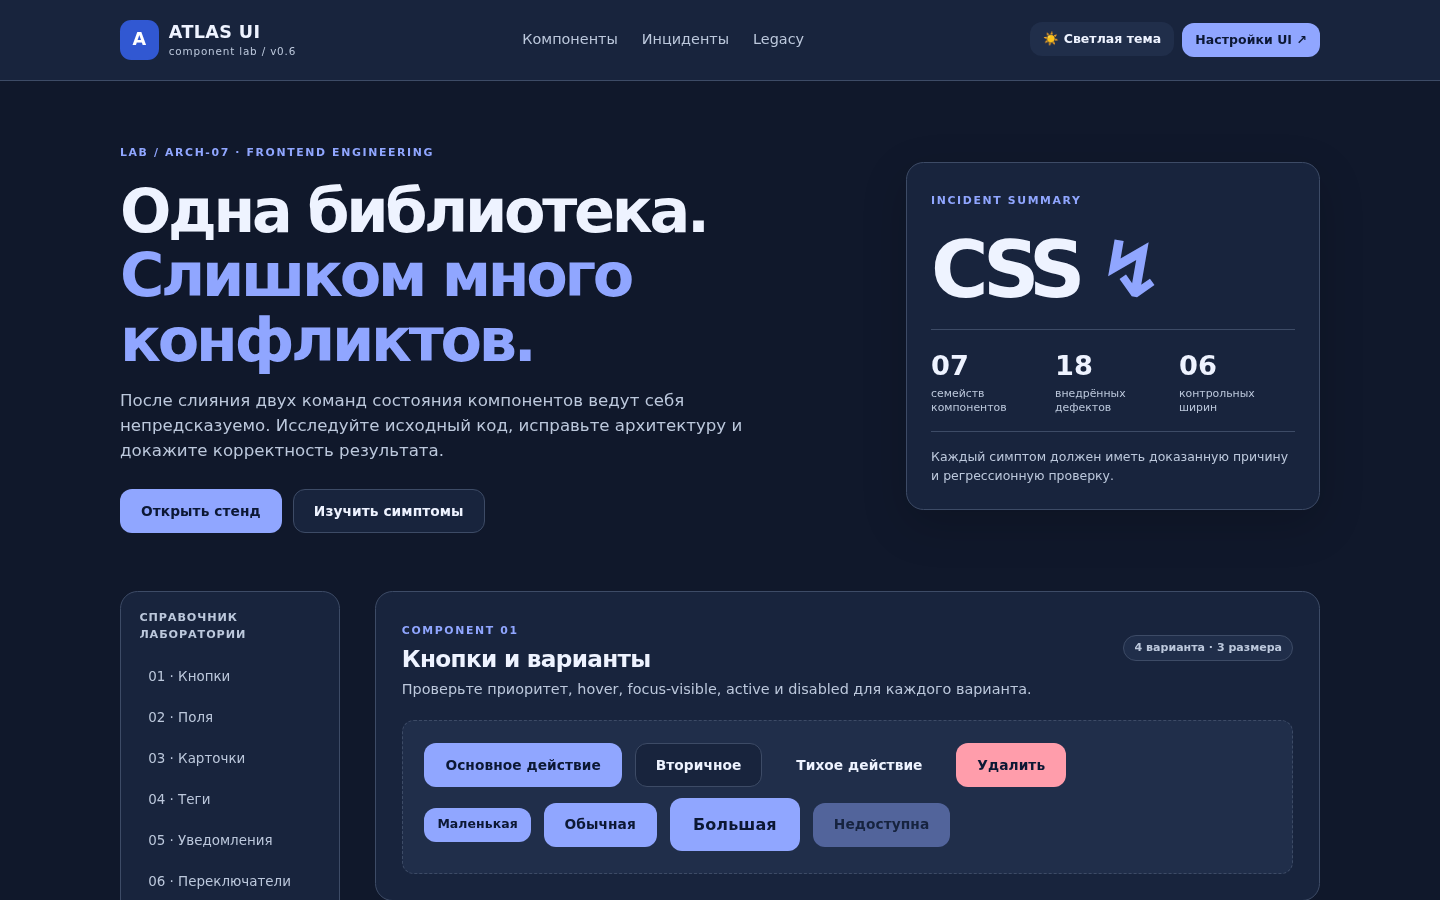 A
ATLAS UI
component lab / v0.6
Компоненты
Инциденты
Legacy
☀️ Светлая тема
Настройки UI ↗
LAB / ARCH-07 · FRONTEND ENGINEERING
Одна библиотека.
Слишком много
конфликтов.
После слияния двух команд состояния компонентов ведут себя
непредсказуемо. Исследуйте исходный код, исправьте архитектуру и
докажите корректность результата.
Открыть стенд
Изучить симптомы
INCIDENT SUMMARY
CSS ↯
07
семейств
компонентов
18
внедрённых
дефектов
06
контрольных
ширин
Каждый симптом должен иметь доказанную причину
и регрессионную проверку.
СПРАВОЧНИК
ЛАБОРАТОРИИ
01 · Кнопки
02 · Поля
03 · Карточки
04 · Теги
05 · Уведомления
06 · Переключатели
COMPONENT 01
Кнопки и варианты
Проверьте приоритет, hover, focus-visible, active и disabled для каждого варианта.
4 варианта · 3 размера
Основное действие
Вторичное
Тихое действие
Удалить
Маленькая
Обычная
Большая
Недоступна